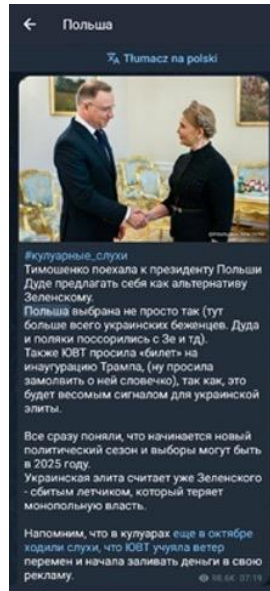 Польша
Tłumacz na polski
#кулуарные_слухи
Тимошенко поехала к президенту Польши
Дуде предлагать себя как альтернативу
Зеленскому.
Польша выбрана не просто так (тут
больше всего украинских беженцев. Дуда
и поляки поссорились с Зе и тд).
Также ЮВТ просила «билет» на
инаугурацию Трампа, (ну просила
замолвить о ней словечко), так как, это
будет весомым сигналом для украинской
элиты.
Все сразу поняли, что начинается новый
политический сезон и выборы могут быть
в 2025 году.
Украинская элита считает уже Зеленского
- сбитым летчиком, который теряет
монопольную власть.
Напомним, что в кулуарах еще в октябре
ходили слухи, что ЮВТ учуяла ветер
перемен и начала заливать деньги в свою
рекламу.
98.6K 07:19